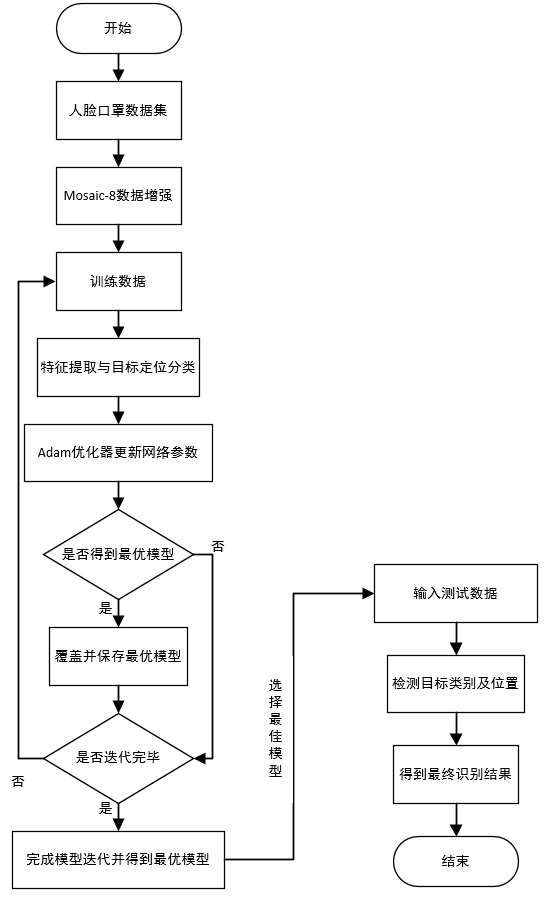 开始
人脸口罩数据集
Mosaic-8数据增强
训练数据
特征提取与目标定位分类
Adam优化器更新网络参数
是否得到最优模型
否
是
覆盖并保存最优模型
是否迭代完毕
否
是
完成模型迭代并得到最优模型
选择最佳模型
输入测试数据
检测目标类别及位置
得到最终识别结果
结束